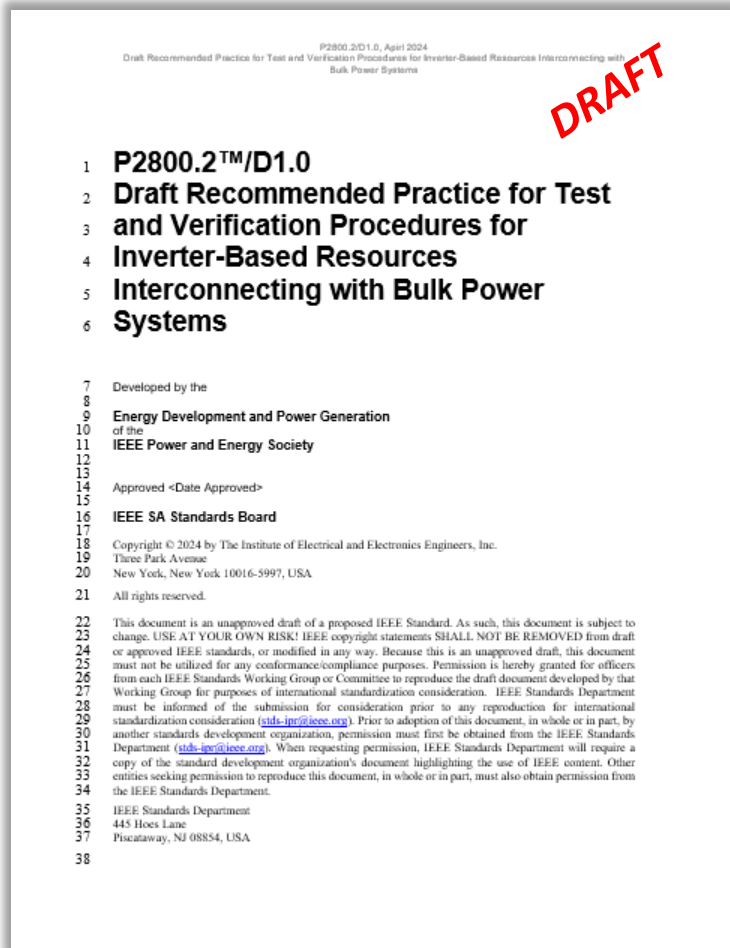 P2800.2/D1.0, Apirl 2024
Draft Recommended Practice for Test and Verification Procedures for Inverter-Based Resources Interconnecting with
Bulk Power Systems
DRAFT
1 P2800.2™/D1.0
2 Draft Recommended Practice for Test
3 and Verification Procedures for
4 Inverter-Based Resources
5 Interconnecting with Bulk Power
6 Systems
7 Developed by the
8
9 Energy Development and Power Generation
10 of the
11 IEEE Power and Energy Society
12
13
14 Approved <Date Approved>
15
16 IEEE SA Standards Board
17
18 Copyright © 2024 by The Institute of Electrical and Electronics Engineers, Inc.
19 Three Park Avenue
20 New York, New York 10016-5997, USA
21 All rights reserved.
22 This document is an unapproved draft of a proposed IEEE Standard. As such, this document is subject to
23 change. USE AT YOUR OWN RISK! IEEE copyright statements SHALL NOT BE REMOVED from draft
24 or approved IEEE standards, or modified in any way. Because this is an unapproved draft, this document
25 must not be utilized for any conformance/compliance purposes. Permission is hereby granted for officers
26 from each IEEE Standards Working Group or Committee to reproduce the draft document developed by that
27 Working Group for purposes of international standardization consideration. IEEE Standards Department
28 must be informed of the submission for consideration prior to any reproduction for international
29 standardization consideration (stds-ipr@ieee.org). Prior to adoption of this document, in whole or in part, by
30 another standards development organization, permission must first be obtained from the IEEE Standards
31 Department (stds-ipr@ieee.org). When requesting permission, IEEE Standards Department will require a
32 copy of the standard development organization's document highlighting the use of IEEE content. Other
33 entities seeking permission to reproduce this document, in whole or in part, must also obtain permission from
34 the IEEE Standards Department.
35 IEEE Standards Department
36 445 Hoes Lane
37 Piscataway, NJ 08854, USA
38